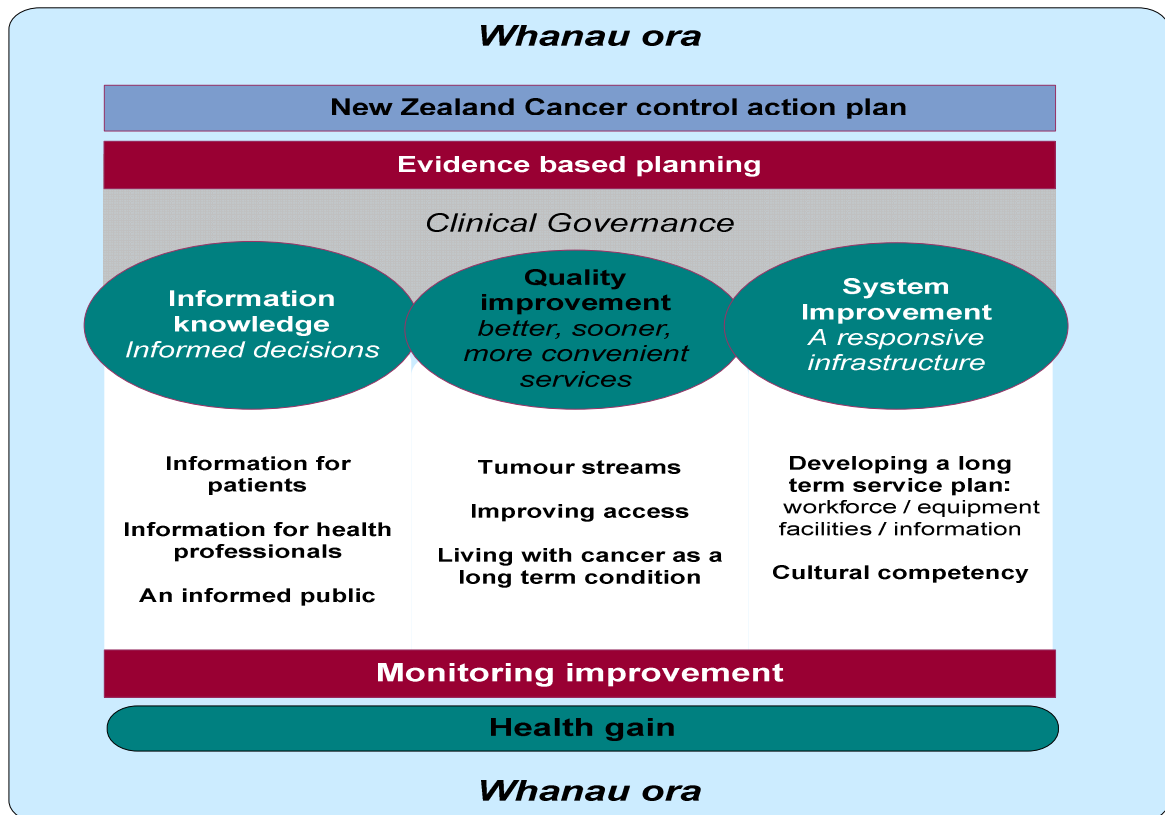 Whanau ora
New Zealand Cancer control action plan
Evidence based planning
Clinical Governance
Information
knowledge
Informed decisions
Quality
improvement
better, sooner,
more convenient
services
System
Improvement
A responsive
infrastructure
Information for
patients
Information for health
professionals
An informed public
Tumour streams
Improving access
Living with cancer as a
long term condition
Developing a long
term service plan:
workforce / equipment
facilities / information
Cultural competency
Monitoring improvement
Health gain
Whanau ora